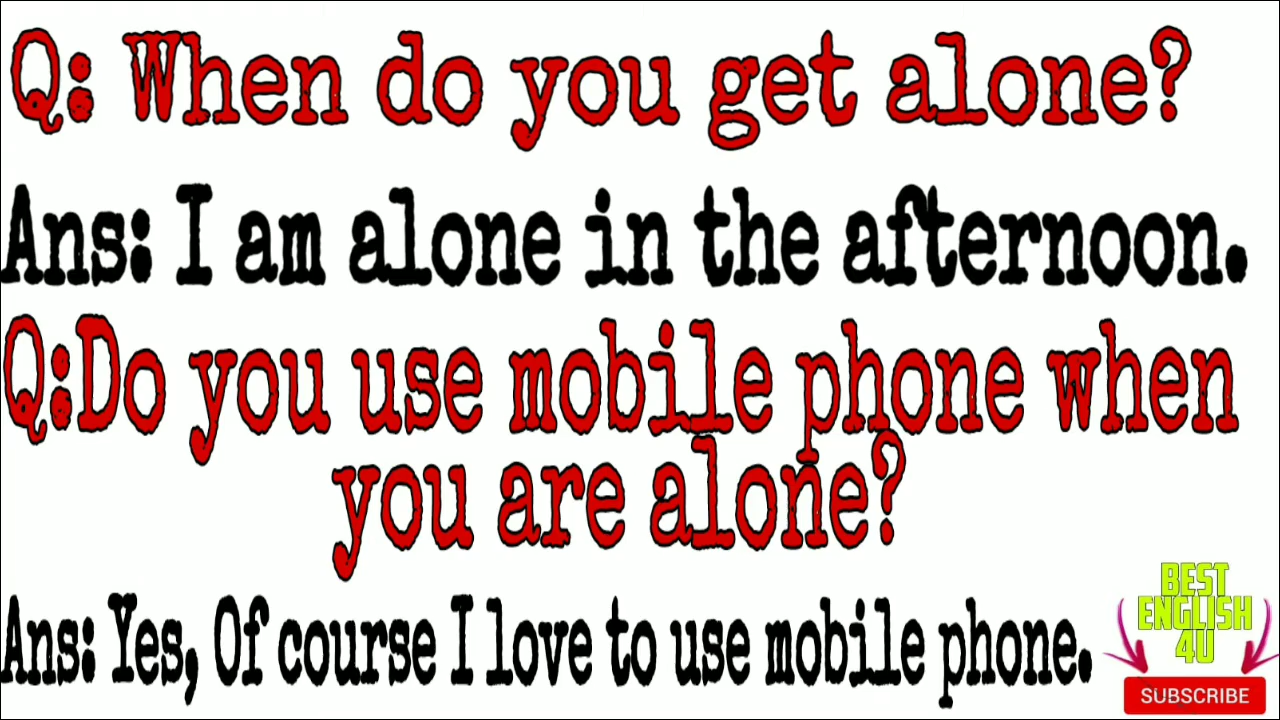 Q: When do you get alone?
Ans: I am alone in the afternoon.
Q:Do you use mobile phone when
you are alone?
Ans: Yes, Of course I love to use mobile phone.
BEST
ENGLISH
4U
SUBSCRIBE